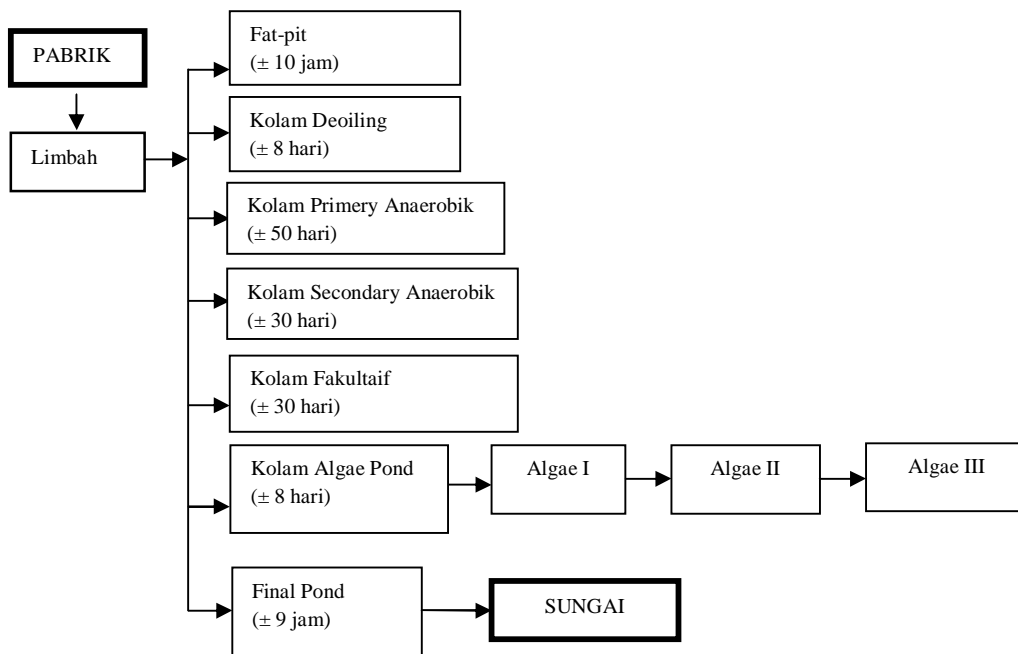 PABRIK
Limbah
Fat-pit
(± 10 jam)
Kolam Deoiling
(± 8 hari)
Kolam Primery Anaerobik
(± 50 hari)
Kolam Secondary Anaerobik
(± 30 hari)
Kolam Fakultaif
(± 30 hari)
Kolam Algae Pond
(± 8 hari)
Algae I
Algae II
Algae III
Final Pond
(± 9 jam)
SUNGAI